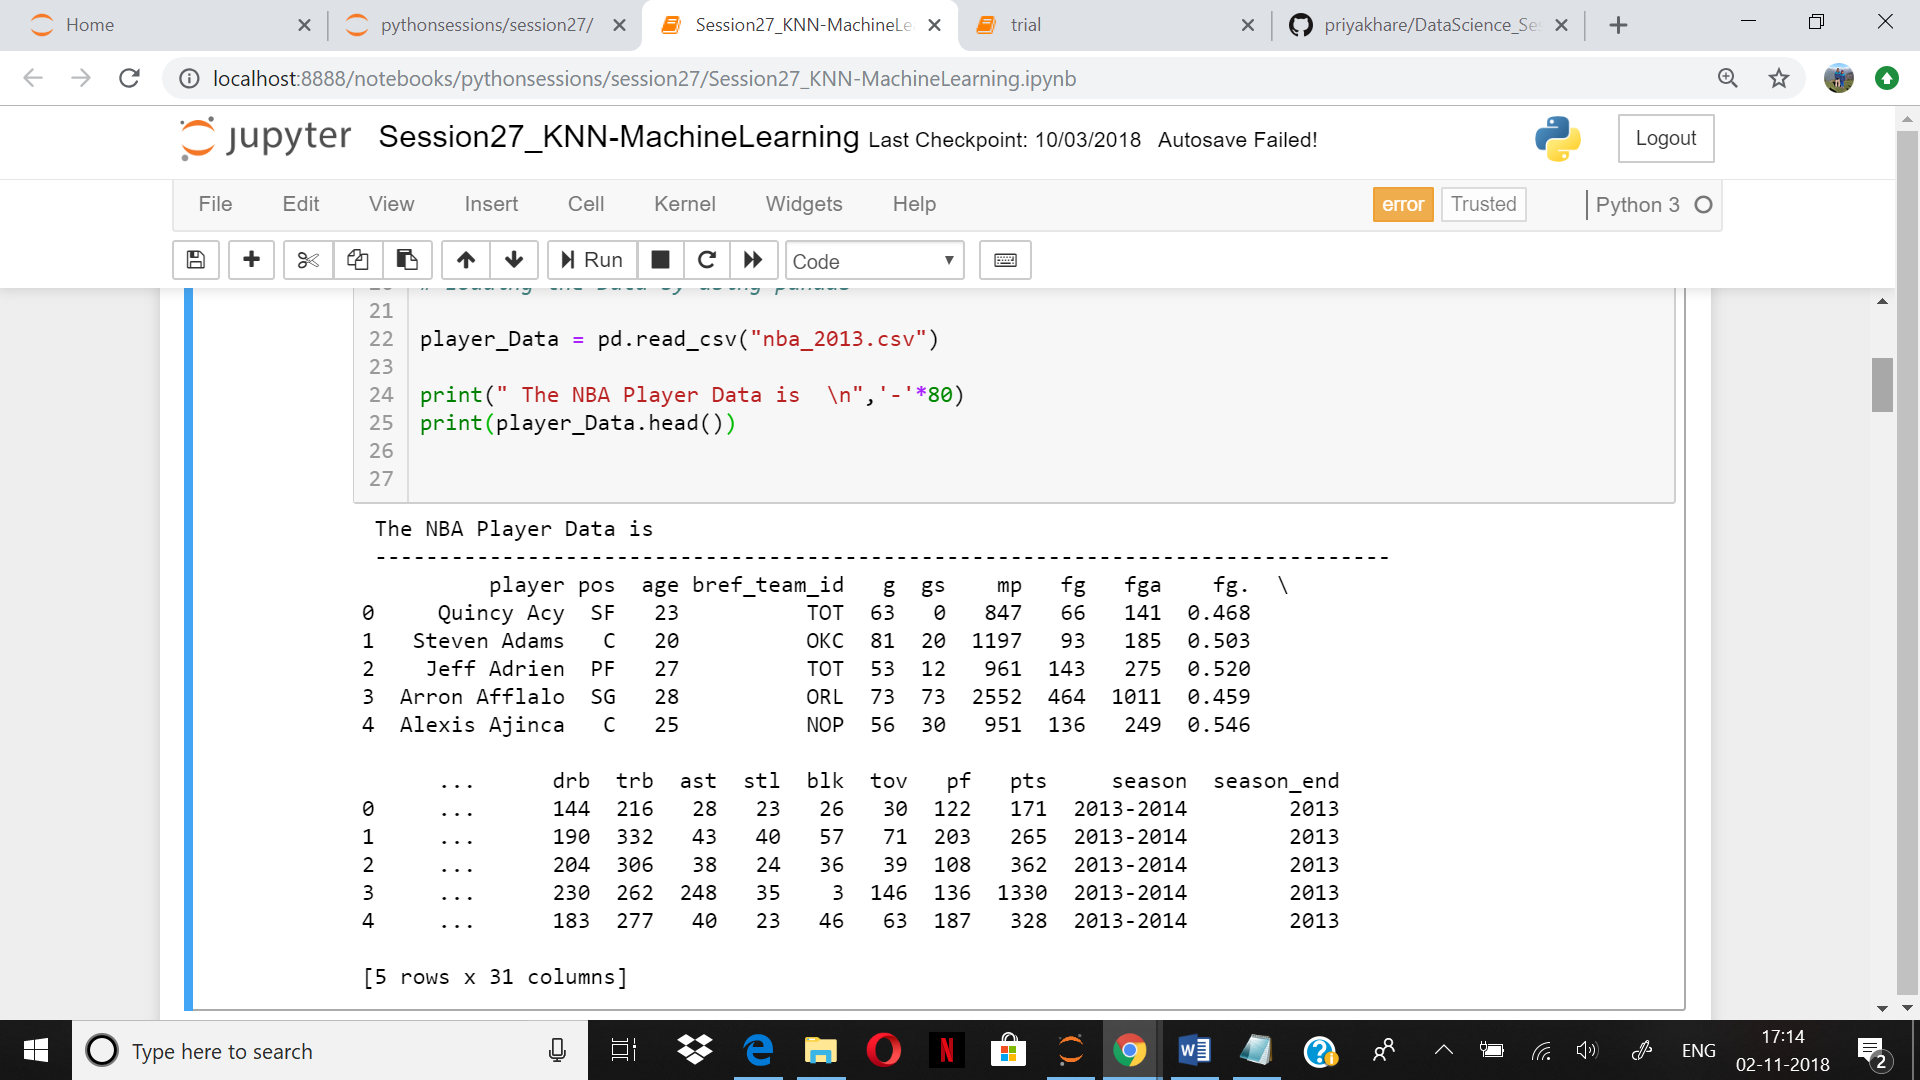 Home
pythonsessions/session27/
Session27_KNN-MachineLe
trial
priyakhare/DataScience_Se
localhost:8888/notebooks/pythonsessions/session27/Session27_KNN-MachineLearning.ipynb
jupyter Session27_KNN-MachineLearning Last Checkpoint: 10/03/2018 Autosave Failed!
Logout
File Edit View Insert Cell Kernel Widgets Help error Trusted Python 3
Run Code
21
22 player_Data = pd.read_csv("nba_2013.csv")
23
24 print(" The NBA Player Data is  \n",'-'*80)
25 print(player_Data.head())
26
27
The NBA Player Data is
--------------------------------------------------------------------------------
player pos age bref_team_id g gs mp fg fga fg. \
0 Quincy Acy SF 23 TOT 63 0 847 66 141 0.468
1 Steven Adams C 20 OKC 81 20 1197 93 185 0.503
2 Jeff Adrien PF 27 TOT 53 12 961 143 275 0.520
3 Arron Afflalo SG 28 ORL 73 73 2552 464 1011 0.459
4 Alexis Ajinca C 25 NOP 56 30 951 136 249 0.546
... drb trb ast stl blk tov pf pts season season_end
0 ... 144 216 28 23 26 30 122 171 2013-2014 2013
1 ... 190 332 43 40 57 71 203 265 2013-2014 2013
2 ... 204 306 38 24 36 39 108 362 2013-2014 2013
3 ... 230 262 248 35 3 146 136 1330 2013-2014 2013
4 ... 183 277 40 23 46 63 187 328 2013-2014 2013
[5 rows x 31 columns]
Type here to search
ENG
17:14
02-11-2018
2